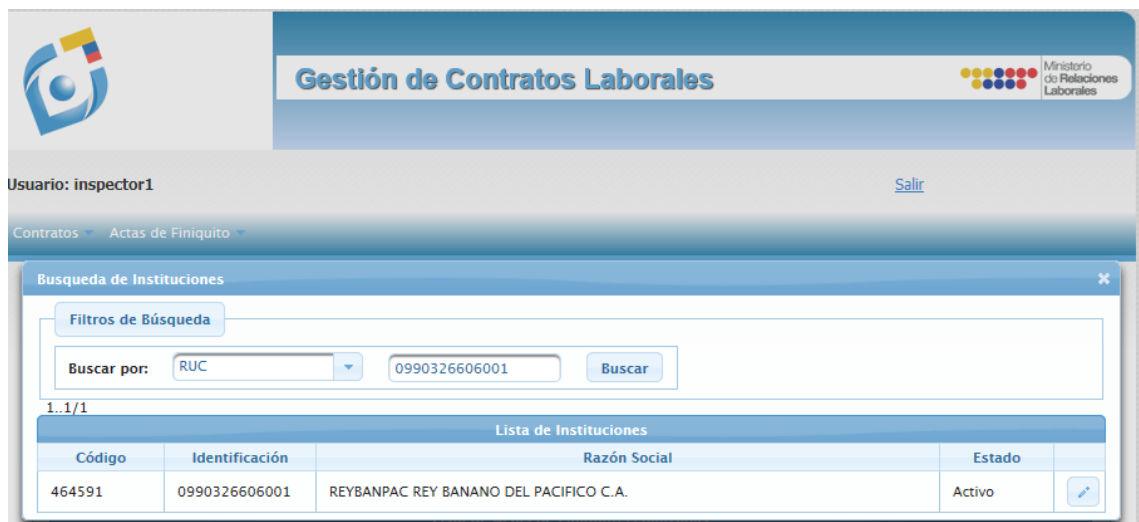 Gestión de Contratos Laborales
Ministerio
de Relaciones
Laborales
Usuario: inspector1
Salir
Contratos Actas de Finiquito
Busqueda de Instituciones
Filtros de Búsqueda
Buscar por: RUC 0990326606001 Buscar
1..1/1
Lista de Instituciones
Código Identificación Razón Social Estado
464591 0990326606001 REYBANPAC REY BANANO DEL PACIFICO C.A. Activo